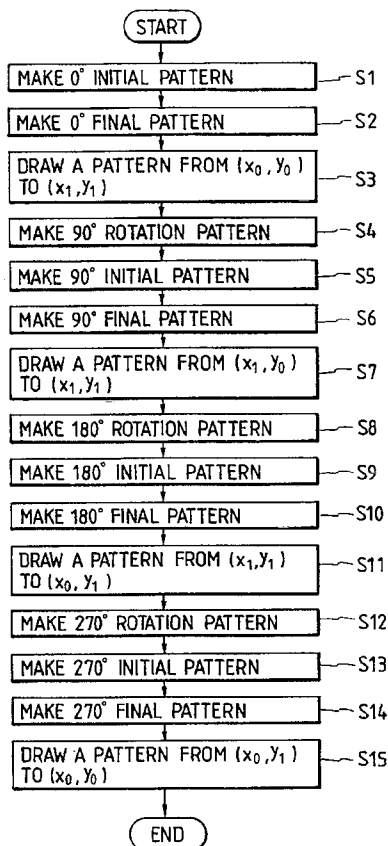 START
MAKE 0° INITIAL PATTERN S1
MAKE 0° FINAL PATTERN S2
DRAW A PATTERN FROM (x₀, y₀)
TO (x₁, y₁) S3
MAKE 90° ROTATION PATTERN S4
MAKE 90° INITIAL PATTERN S5
MAKE 90° FINAL PATTERN S6
DRAW A PATTERN FROM (x₁, y₀)
TO (x₁, y₁) S7
MAKE 180° ROTATION PATTERN S8
MAKE 180° INITIAL PATTERN S9
MAKE 180° FINAL PATTERN S10
DRAW A PATTERN FROM (x₁, y₁)
TO (x₀, y₁) S11
MAKE 270° ROTATION PATTERN S12
MAKE 270° INITIAL PATTERN S13
MAKE 270° FINAL PATTERN S14
DRAW A PATTERN FROM (x₀, y₁)
TO (x₀, y₀) S15
END